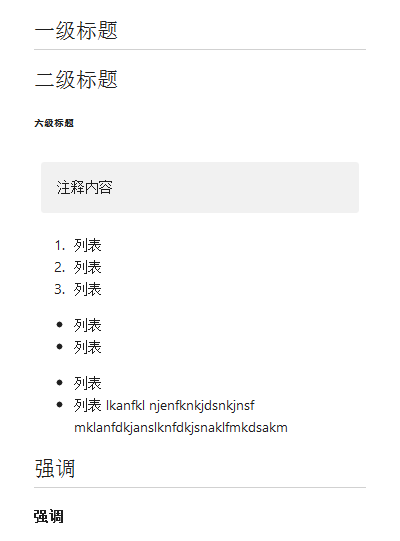 一级标题
二级标题
六级标题
注释内容
1. 列表
2. 列表
3. 列表
• 列表
• 列表
• 列表
• 列表 lkanfkl njenfknkjdsnkjnsf
mklanfdkjanslknfdkjsnaklfmkdsakm
强调
强调